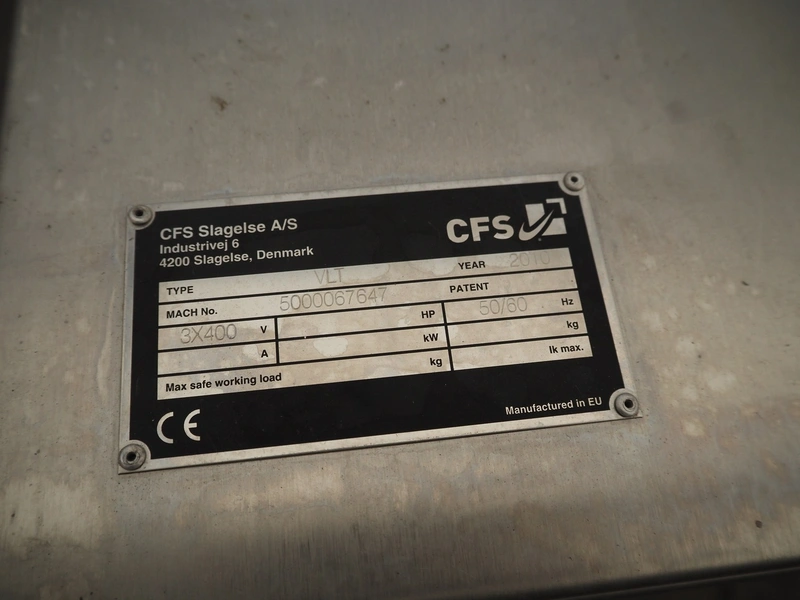 CFS Slagelse A/S
Industrivej 6
4200 Slagelse, Denmark
CFS
TYPE VLT YEAR 2010
MACH No. 5000067647 PATENT
3X400 V HP 50/60 Hz
A kW kg
Max safe working load kg Ik max.
CE
Manufactured in EU